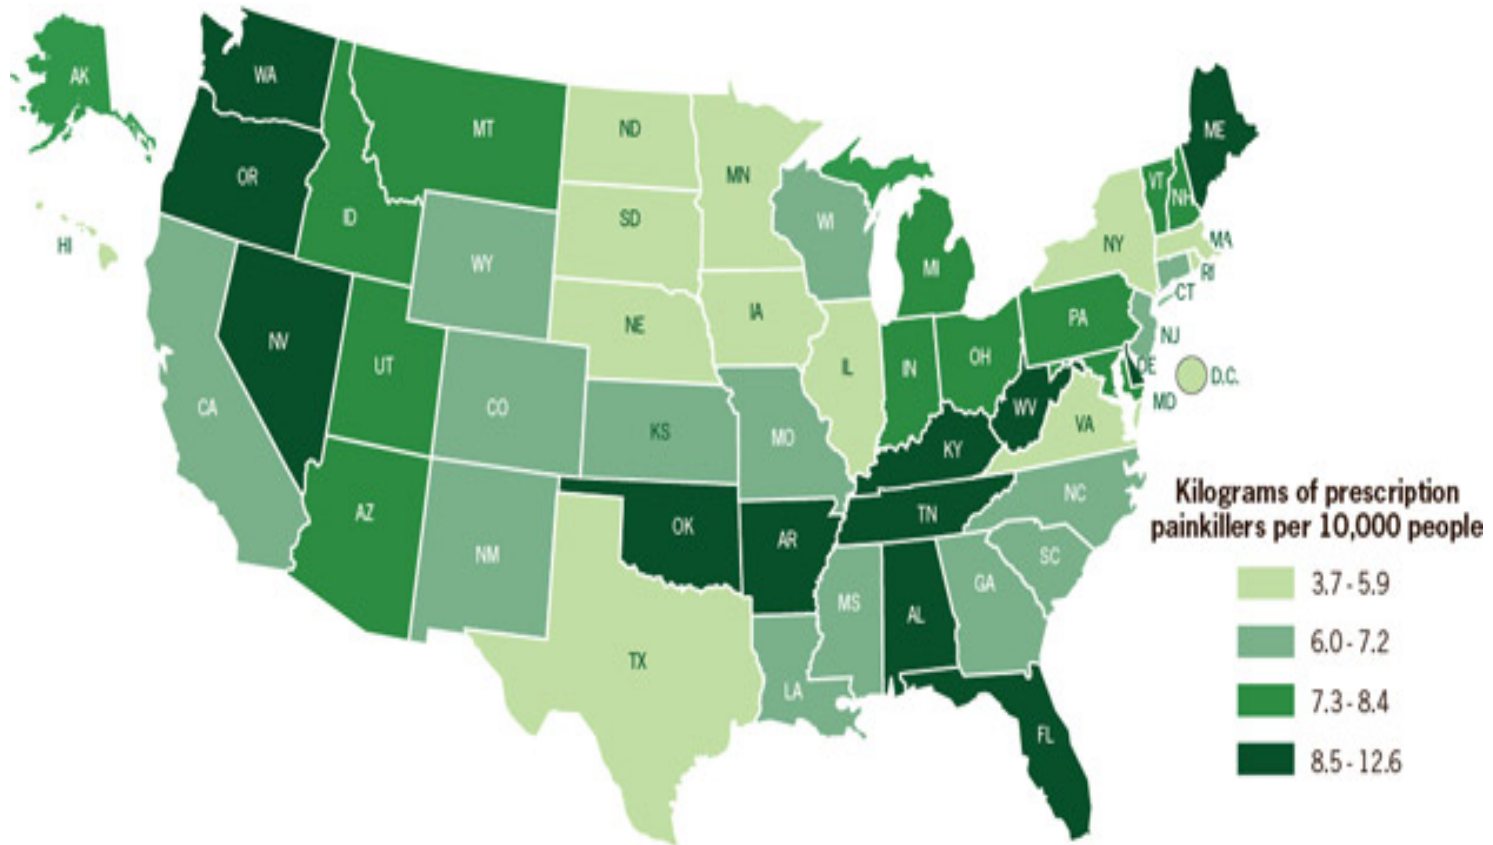 AK
WA
MT
ND
MN
ME
OR
ID
SD
WI
VT
NH
HI
WY
MI
NY
MA
RI
CT
NE
IA
PA
NJ
NV
UT
IL
IN
OH
DE
D.C.
CA
CO
KS
MO
WV
MD
VA
KY
AZ
NM
OK
AR
TN
NC
SC
MS
AL
GA
TX
LA
FL
Kilograms of prescription
painkillers per 10,000 people
3.7 - 5.9
6.0 - 7.2
7.3 - 8.4
8.5 - 12.6